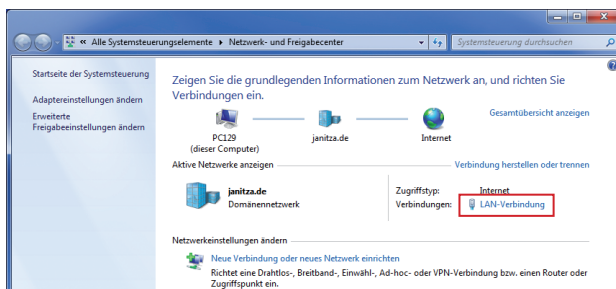 « Alle Systemsteuerungselemente ▸ Netzwerk- und Freigabecenter
Systemsteuerung durchsuchen
Startseite der Systemsteuerung
Adaptereinstellungen ändern
Erweiterte
Freigabeeinstellungen ändern
Zeigen Sie die grundlegenden Informationen zum Netzwerk an, und richten Sie
Verbindungen ein.
Gesamtübersicht anzeigen
PC129
(dieser Computer)
janitza.de
Internet
Aktive Netzwerke anzeigen
Verbindung herstellen oder trennen
janitza.de
Domänennetzwerk
Zugriffstyp: Internet
Verbindungen: LAN-Verbindung
Netzwerkeinstellungen ändern
Neue Verbindung oder neues Netzwerk einrichten
Richtet eine Drahtlos-, Breitband-, Einwähl-, Ad-hoc- oder VPN-Verbindung bzw. einen Router oder
Zugriffspunkt ein.